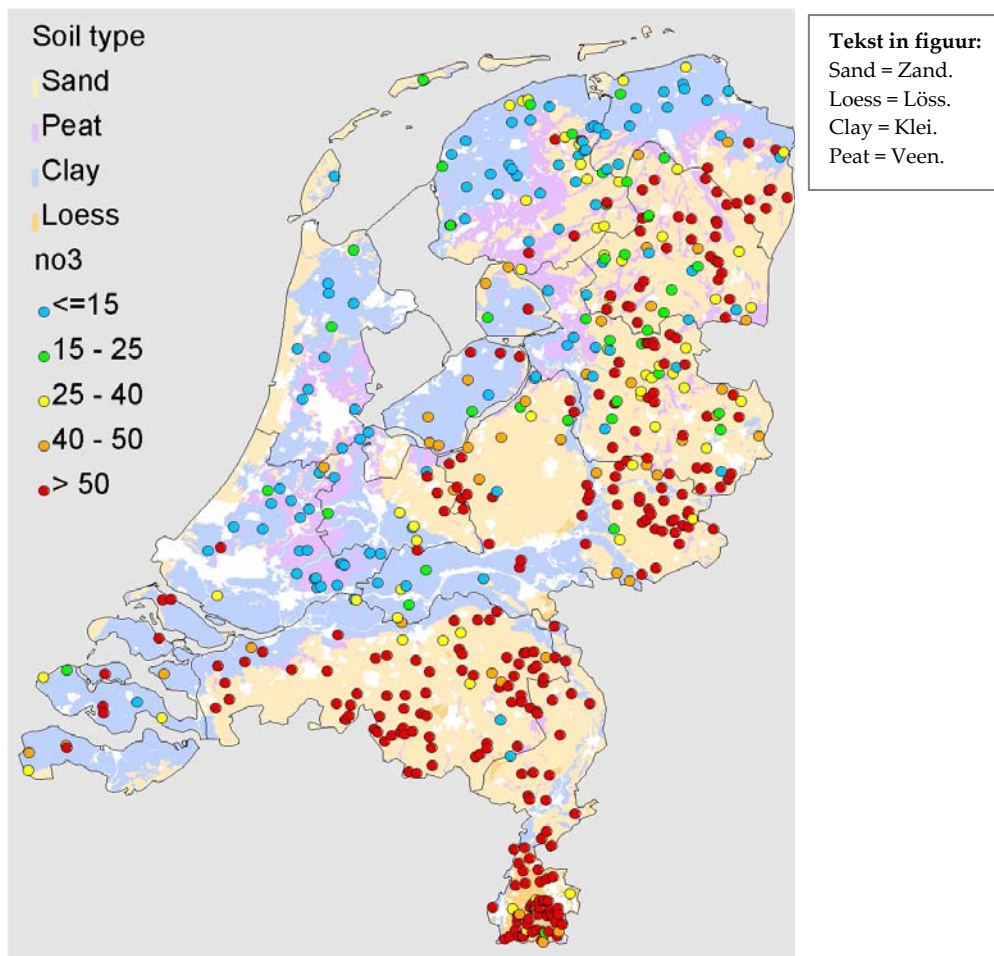 Soil type
Sand
Peat
Clay
Loess
no3
<=15
15 - 25
25 - 40
40 - 50
> 50
Tekst in figuur:
Sand = Zand.
Loess = Löss.
Clay = Klei.
Peat = Veen.